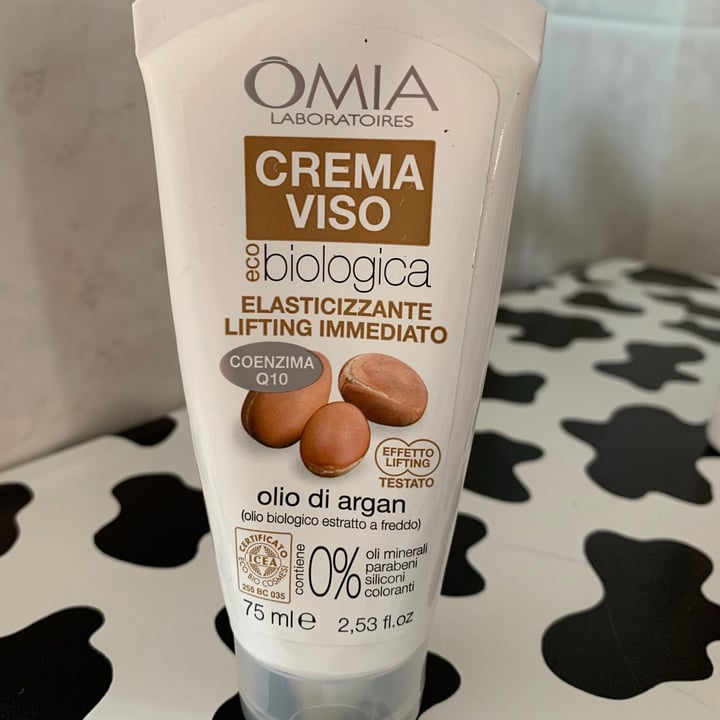 ÔMIA
LABORATOIRES
CREMA
VISO
eco biologica
ELASTICIZZANTE
LIFTING IMMEDIATO
COENZIMA
Q10
EFFETTO
LIFTING
TESTATO
olio di argan
(olio biologico estratto a freddo)
CERTIFICATO
ICEA
ECO BIO COSMESI
255 BC 035
contiene
0%
oli minerali
parabeni
siliconi
coloranti
75 ml e 2,53 fl.oz